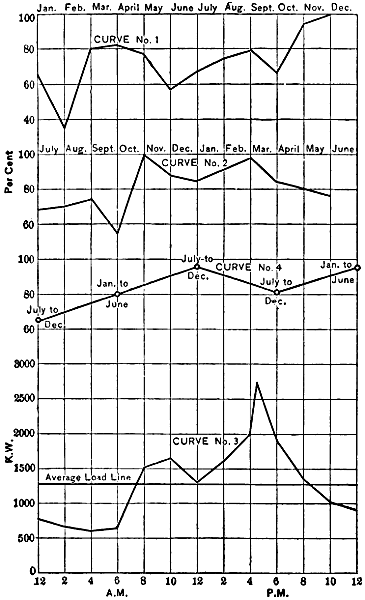 Jan. Feb. Mar. April May June July Aug. Sept. Oct. Nov. Dec.
100
CURVE No. 1
80
60
40
July Aug. Sept. Oct. Nov. Dec. Jan. Feb. Mar. April May June
100
CURVE No. 2
80
60
Per Cent
100
July to
Dec.
CURVE No. 4
Jan. to
June
80
Jan. to
June
July to
Dec.
July to
Dec.
60
3000
2500
2000
CURVE No. 3
1500
Average Load Line
1000
500
0
K.W.
12 2 4 6 8 10 12 2 4 6 8 10 12
A.M. P.M.